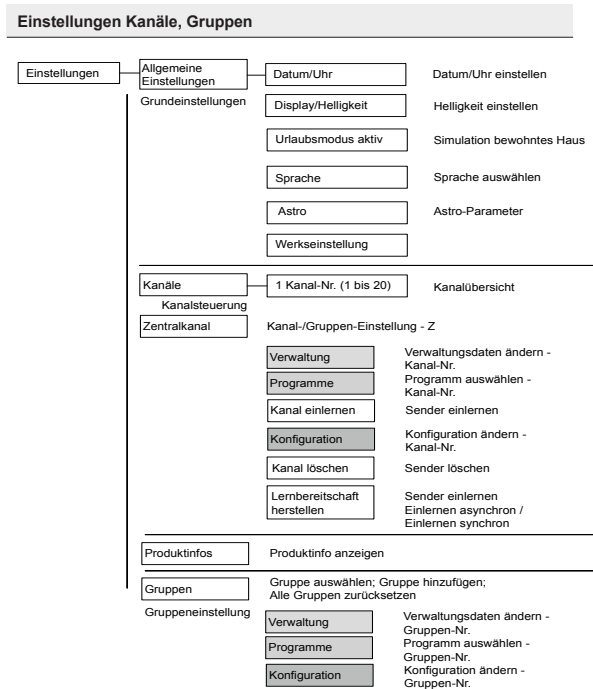 Einstellungen Kanäle, Gruppen
Einstellungen
Allgemeine
Einstellungen
Grundeinstellungen
Datum/Uhr
Datum/Uhr einstellen
Display/Helligkeit
Helligkeit einstellen
Urlaubsmodus aktiv
Simulation bewohntes Haus
Sprache
Sprache auswählen
Astro
Astro-Parameter
Werkseinstellung
Kanäle
1 Kanal-Nr. (1 bis 20)
Kanalübersicht
Kanalsteuerung
Zentralkanal
Kanal-/Gruppen-Einstellung - Z
Verwaltung
Verwaltungsdaten ändern -
Kanal-Nr.
Programme
Programm auswählen -
Kanal-Nr.
Kanal einlernen
Sender einlernen
Konfiguration
Konfiguration ändern -
Kanal-Nr.
Kanal löschen
Sender löschen
Lernbereitschaft
herstellen
Sender einlernen
Einlernen asynchron /
Einlernen synchron
Produktinfos
Produktinfo anzeigen
Gruppen
Gruppe auswählen; Gruppe hinzufügen;
Alle Gruppen zurücksetzen
Gruppeneinstellung
Verwaltung
Verwaltungsdaten ändern -
Gruppen-Nr.
Programme
Programm auswählen -
Gruppen-Nr.
Konfiguration
Konfiguration ändern -
Gruppen-Nr.